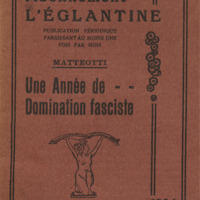 L'ÉGLANTINE
PUBLICATION PÉRIODIQUE
PARAISSANT AU MOINS UNE
FOIS PAR MOIS
MATTEOTTI
Une Année de - -
Domination fasciste